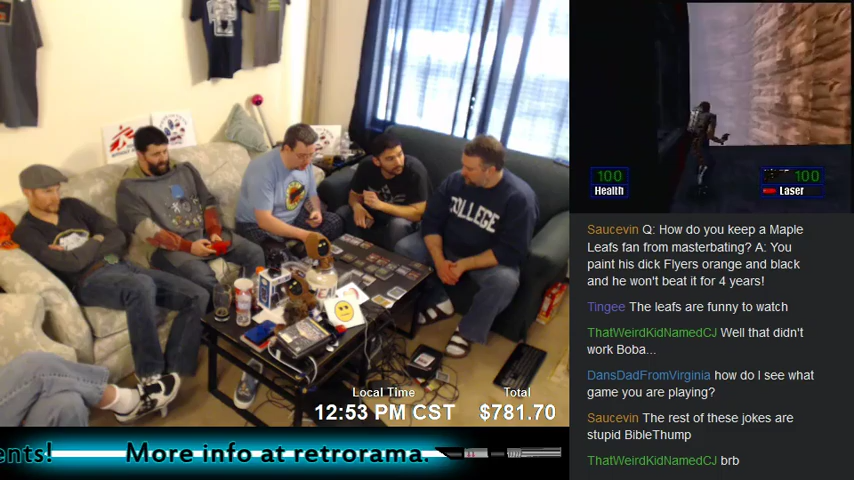 COLLEGE
Local Time
Total
12:53 PM CST
$781.70
ents!
More info at retrorama.
100
100
Health
Laser
Saucevin Q: How do you keep a Maple
Leafs fan from masterbating? A: You
paint his dick Flyers orange and black
and he won't beat it for 4 years!
Tingee The leafs are funny to watch
ThatWeirdKidNamedCJ Well that didn't
work Boba...
DansDadFromVirginia how do I see what
game you are playing?
Saucevin The rest of these jokes are
stupid BibleThump
ThatWeirdKidNamedCJ brb